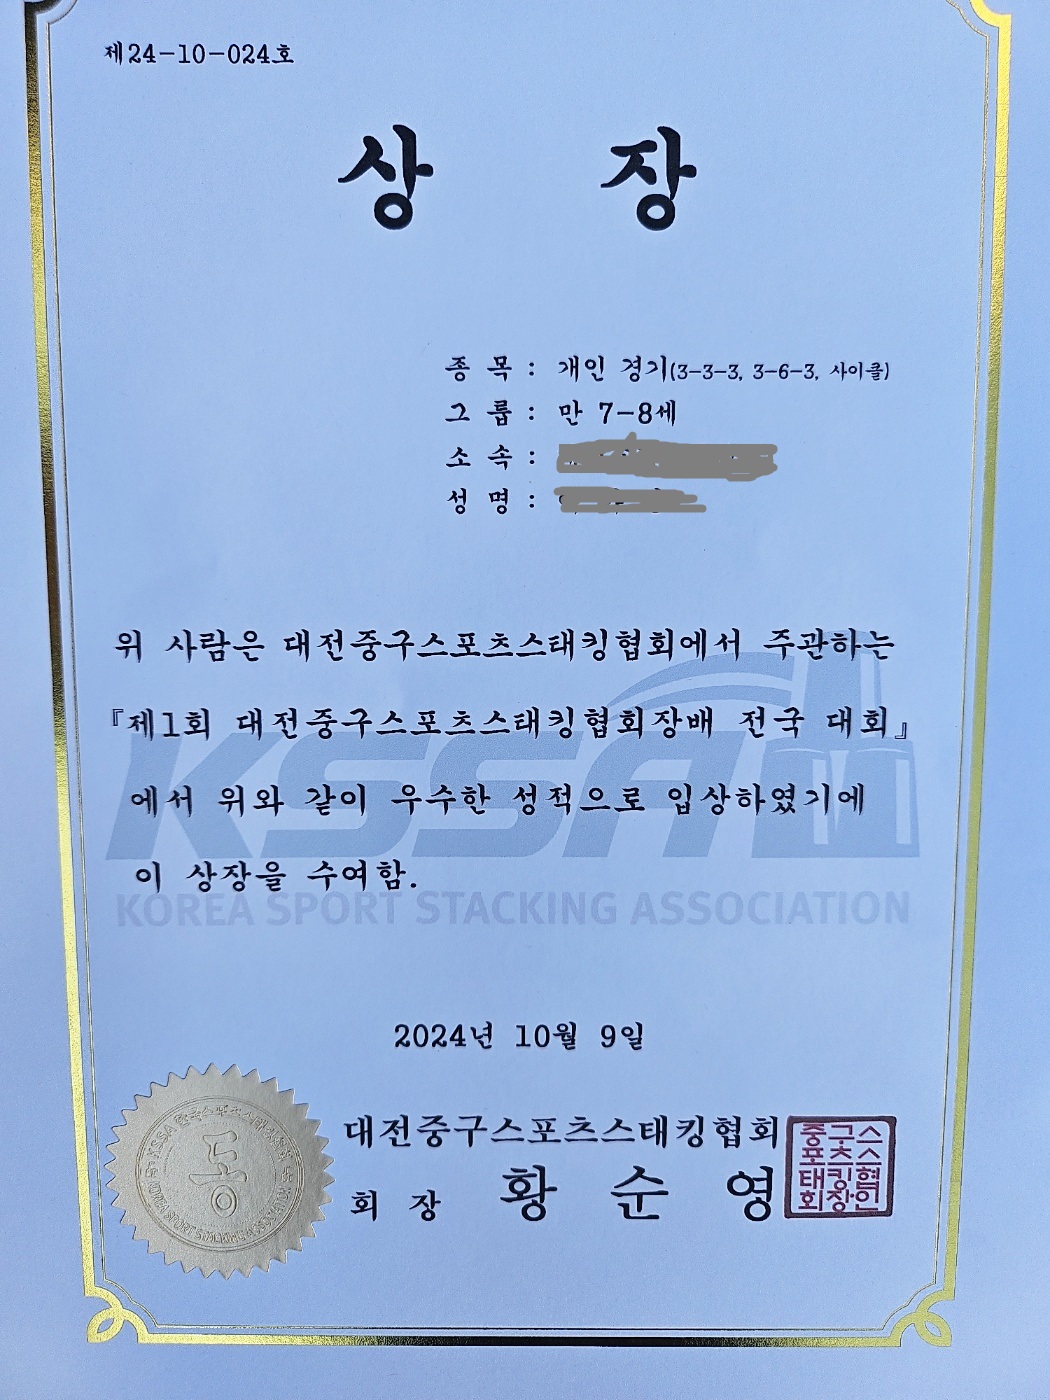 제24-10-024호
상 장
종 목 : 개인 경기(3-3-3, 3-6-3, 사이클)
그 룹 : 만 7-8세
소 속 :
성 명 :
위 사람은 대전중구스포츠스태킹협회에서 주관하는
『제1회 대전중구스포츠스태킹협회장배 전국 대회』
에서 위와 같이 우수한 성적으로 입상하였기에
이 상장을 수여함.
KSSA
KOREA SPORT STACKING ASSOCIATION
2024년 10월 9일
대전중구스포츠스태킹협회
회 장 황 순 영
중구스
포츠스
태킹협
회장인
동